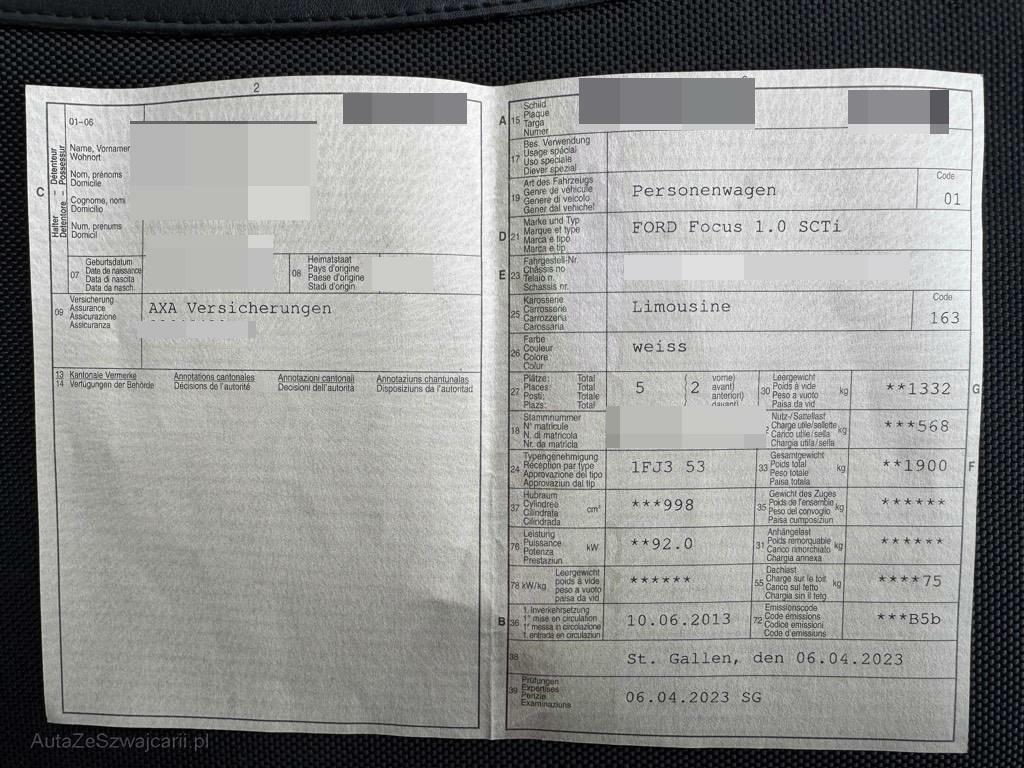 2
01-06
C
Halter - Détenteur
Detentore - Possessur
Name, Vornamen
Wohnort
Nom, prénoms
Domicile
Cognome, nomi
Domicilio
Num, prenums
Domicil
07
Geburtsdatum
Date de naissance
Data di nascita
Data da nasch.
08
Heimatstaat
Pays d'origine
Paese d'origine
Stadi d'origin
09
Versicherung
Assurance
Assicurazione
Assicuranza
AXA Versicherungen
13 Kantonale Vermerke
14 Verfügungen der Behörde
Annotations cantonales
Décisions de l'autorité
Annotazioni cantonali
Decisioni dell'autorità
Annotaziuns chantunalas
Disposiziuns da l'autoritad
A 15
Schild
Plaque
Targa
Numer
17
Bes. Verwendung
Usage spécial
Uso speciale
Diever spezial
19
Art des Fahrzeugs
Genre de véhicule
Genere di veicolo
Gener dal vehichel
Personenwagen
Code
01
D 21
Marke und Typ
Marque et type
Marca e tipo
Marca e tip
FORD Focus 1.0 SCTi
E 23
Fahrgestell-Nr.
Châssis no
Telaio n.
Schassis nr.
25
Karosserie
Carrosserie
Carrozzeria
Carossaria
Limousine
Code
163
26
Farbe
Couleur
Colore
Colur
weiss
27
Plätze: Total
Places: Total
Posti: Totale
Plazs: Total
5 (2
vorne)
avant)
anteriori)
davant)
30
Leergewicht
Poids à vide
Peso a vuoto
Paisa da vid
kg
**1332
G
18
Stammnummer
N° matricule
N. di matricola
Nr. da matricla
Nutz-/Sattellast
Charge utile/sellette
Carico utile/sella
Chargia utila/sella
kg
***568
24
Typengenehmigung
Réception par type
Approvazione del tipo
Approvaziun dal tip
1FJ3 53
33
Gesamtgewicht
Poids total
Peso totale
Paisa totala
kg
**1900
F
37
Hubraum
Cylindrée
Cilindrata
Cilindrada
cm³
***998
35
Gewicht des Zuges
Poids de l'ensemble
Peso del convoglio
Paisa cumposiziun
kg
******
76
Leistung
Puissance
Potenza
Prestaziun
kW
**92.0
31
Anhängelast
Poids remorquable
Carico rimorchiato
Chargia annexa
kg
******
78 kW/kg
Leergewicht
poids à vide
peso a vuoto
paisa da vid
******
55
Dachlast
Charge sur le toit
Carico sul tetto
Chargia sin il tetg
kg
****75
B 36
1. Inverkehrsetzung
1re mise en circulation
1a messa in circolazione
1. entrada en circulaziun
10.06.2013
72
Emissionscode
Code émissions
Codice emissioni
Code d'emissiuns
***B5b
38
St. Gallen, den 06.04.2023
39
Prüfungen
Expertises
Perizie
Examinaziuns
06.04.2023 SG
AutaZeSzwajcarii.pl